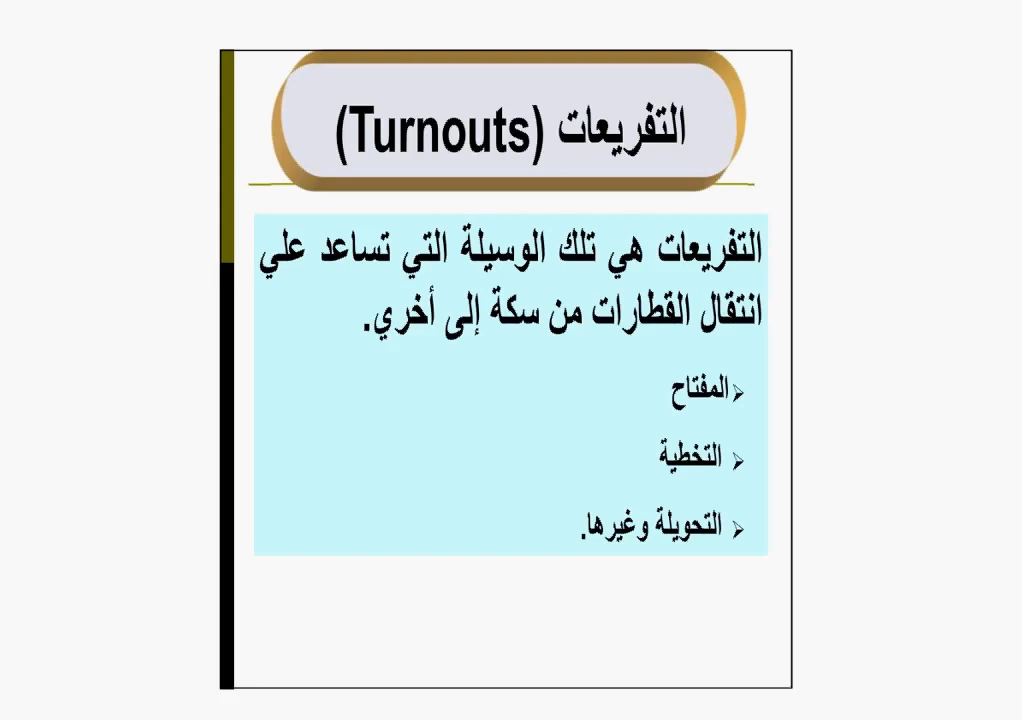 التفريعات (Turnouts)
التفريعات هي تلك الوسيلة التي تساعد علي
انتقال القطارات من سكة إلى أخري.
المفتاح
التخطية
التحويلة وغيرها.